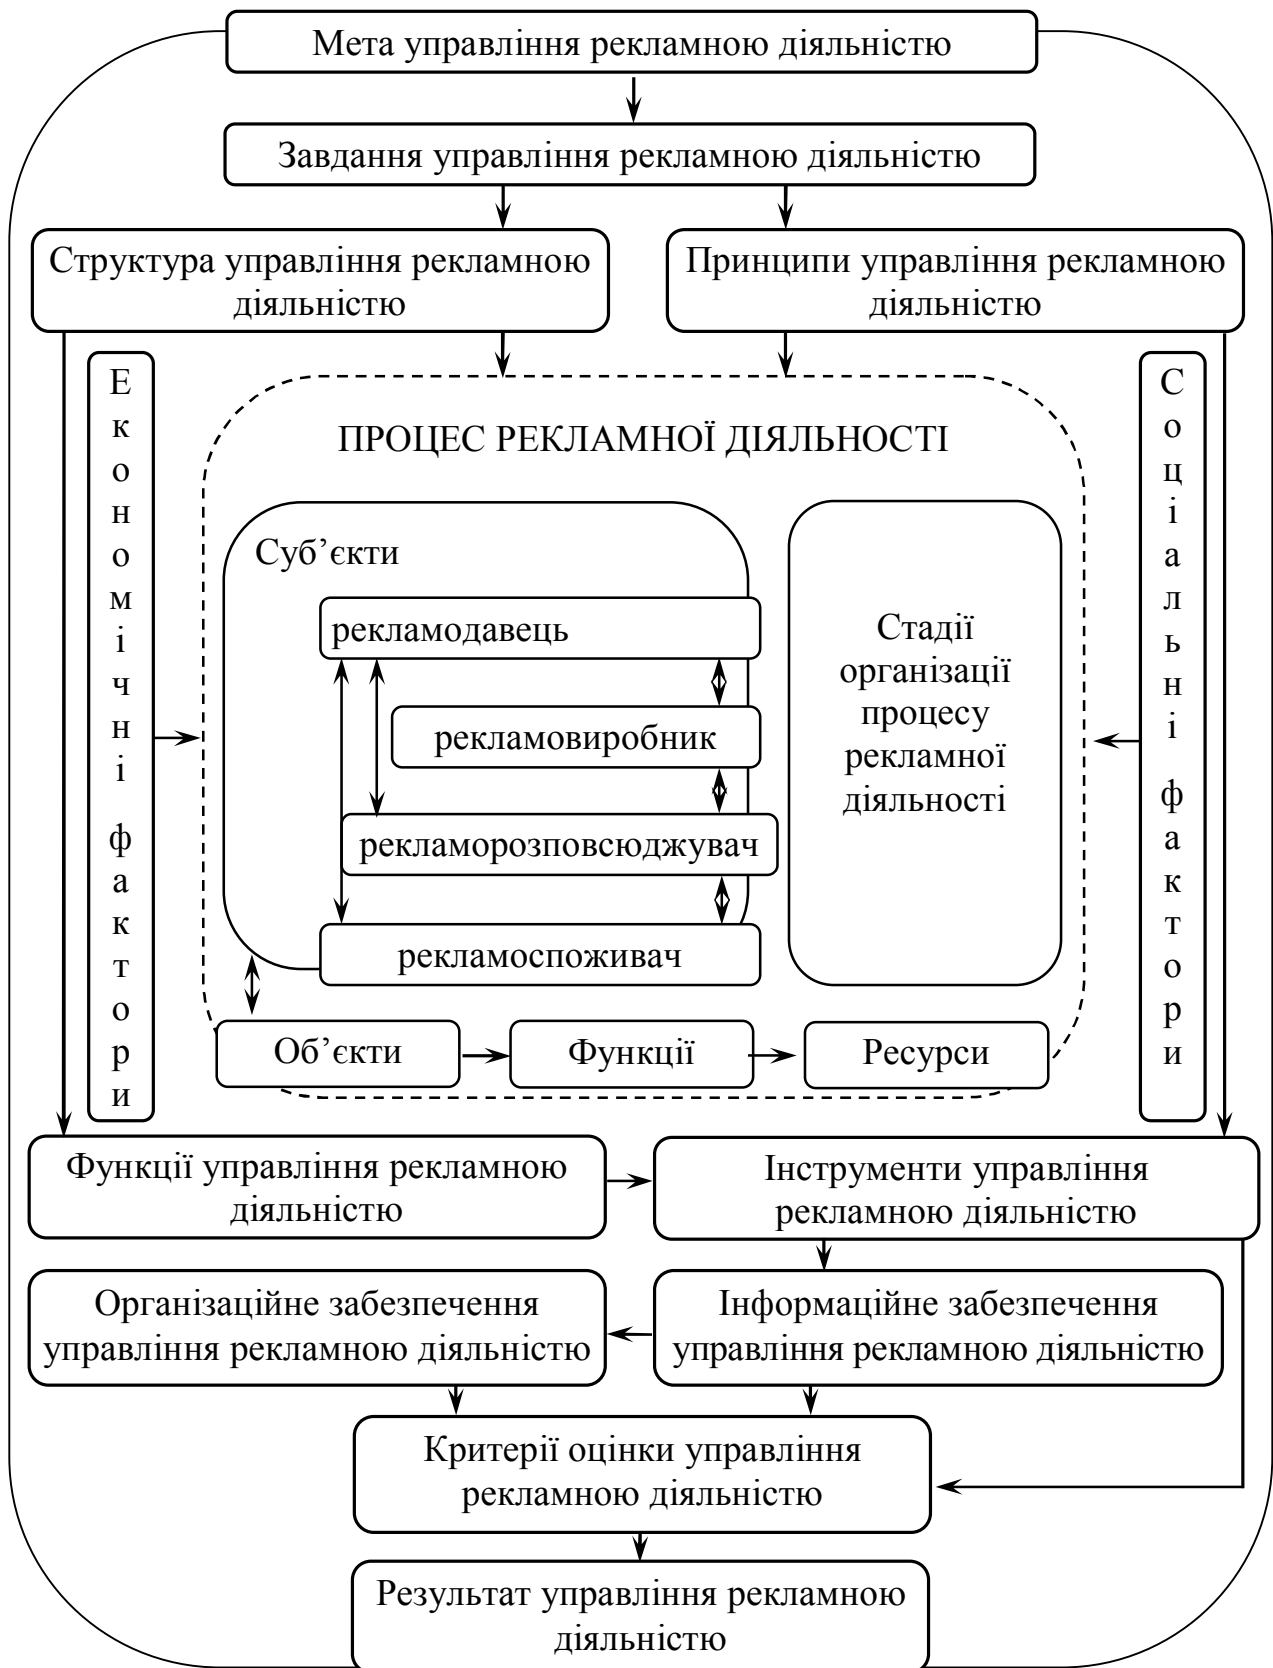 Мета управління рекламною діяльністю
Завдання управління рекламною діяльністю
Структура управління рекламною
діяльністю
Принципи управління рекламною
діяльністю
Економічні фактори
Соціальні фактори
ПРОЦЕС РЕКЛАМНОЇ ДІЯЛЬНОСТІ
Суб’єкти
рекламодавець
рекламовиробник
рекламорозповсюджувач
рекламоспоживач
Стадії
організації
процесу
рекламної
діяльності
Об’єкти
Функції
Ресурси
Функції управління рекламною
діяльністю
Інструменти управління
рекламною діяльністю
Організаційне забезпечення
управління рекламною діяльністю
Інформаційне забезпечення
управління рекламною діяльністю
Критерії оцінки управління
рекламною діяльністю
Результат управління рекламною
діяльністю